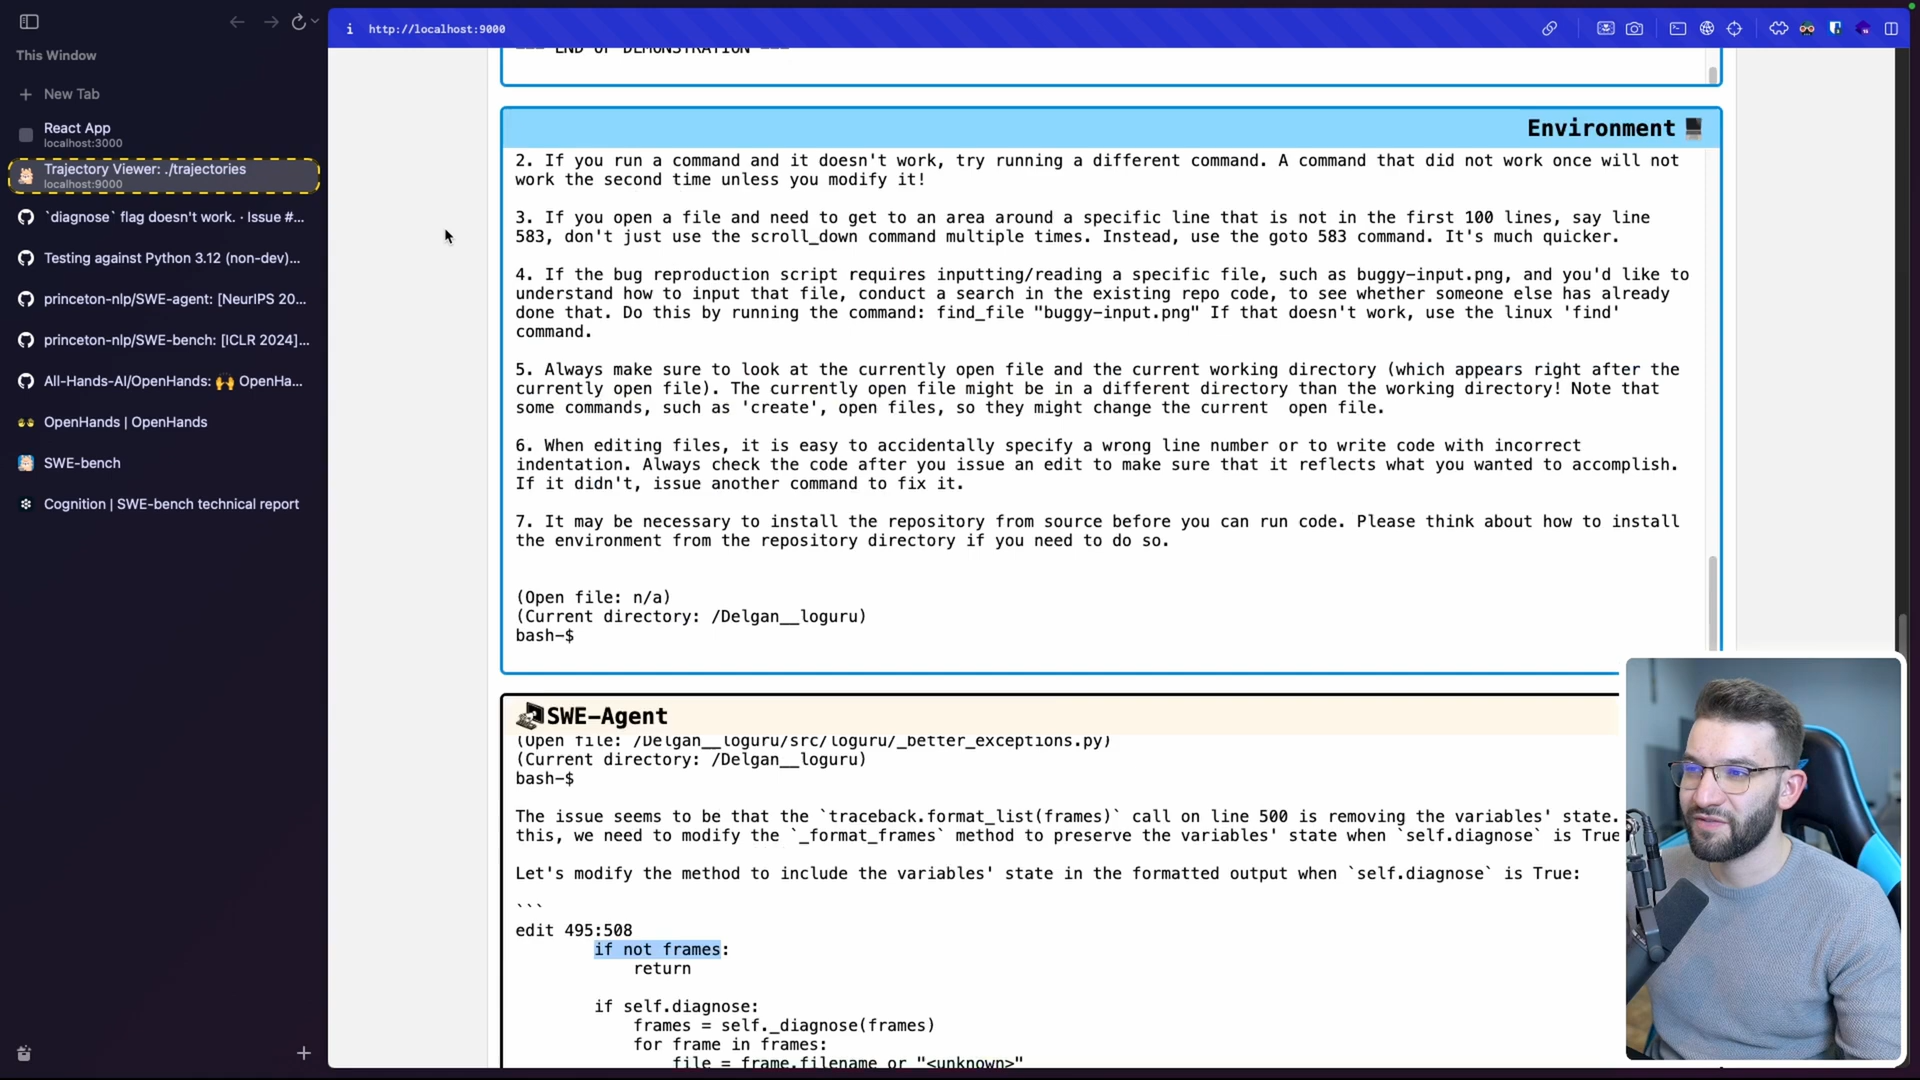 This Window
New Tab
React App
localhost:3000
Trajectory Viewer: ./trajectories
localhost:9000
`diagnose` flag doesn't work. · Issue #...
Testing against Python 3.12 (non-dev)...
princeton-nlp/SWE-agent: [NeurIPS 20...
princeton-nlp/SWE-bench: [ICLR 2024]...
All-Hands-AI/OpenHands: 🙌 OpenHa...
OpenHands | OpenHands
SWE-bench
Cognition | SWE-bench technical report
http://localhost:9000
END OF DEMONSTRATION
Environment
2. If you run a command and it doesn't work, try running a different command. A command that did not work once will not
work the second time unless you modify it!
3. If you open a file and need to get to an area around a specific line that is not in the first 100 lines, say line
583, don't just use the scroll_down command multiple times. Instead, use the goto 583 command. It's much quicker.
4. If the bug reproduction script requires inputting/reading a specific file, such as buggy-input.png, and you'd like to
understand how to input that file, conduct a search in the existing repo code, to see whether someone else has already
done that. Do this by running the command: find_file "buggy-input.png" If that doesn't work, use the linux 'find'
command.
5. Always make sure to look at the currently open file and the current working directory (which appears right after the
currently open file). The currently open file might be in a different directory than the working directory! Note that
some commands, such as 'create', open files, so they might change the current  open file.
6. When editing files, it is easy to accidentally specify a wrong line number or to write code with incorrect
indentation. Always check the code after you issue an edit to make sure that it reflects what you wanted to accomplish.
If it didn't, issue another command to fix it.
7. It may be necessary to install the repository from source before you can run code. Please think about how to install
the environment from the repository directory if you need to do so.
(Open file: n/a)
(Current directory: /Delgan__loguru)
bash-$
SWE-Agent
(Open file: /Delgan__loguru/src/loguru/_better_exceptions.py)
(Current directory: /Delgan__loguru)
bash-$
The issue seems to be that the `traceback.format_list(frames)` call on line 500 is removing the variables' state.
this, we need to modify the `_format_frames` method to preserve the variables' state when `self.diagnose` is True
Let's modify the method to include the variables' state in the formatted output when `self.diagnose` is True:
```
edit 495:508
if not frames:
return
if self.diagnose:
frames = self._diagnose(frames)
for frame in frames:
file = frame.filename or "<unknown>"